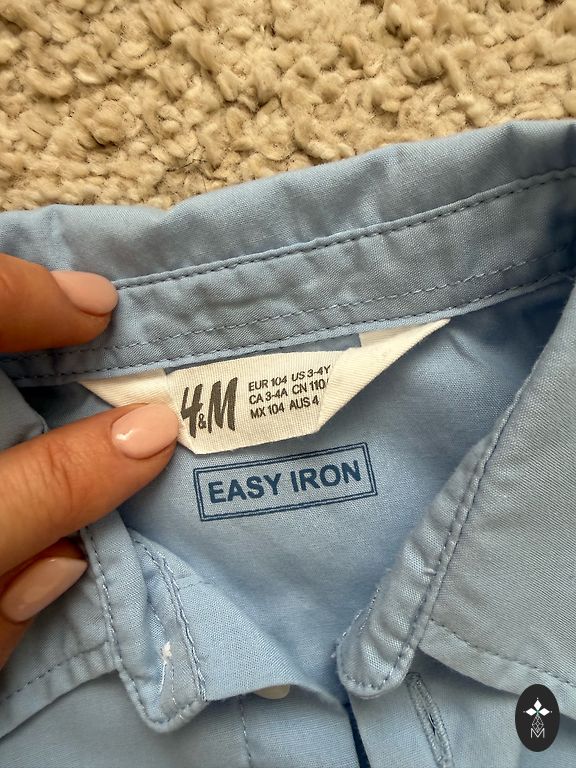 H&M
EUR 104 US 3-4Y
CA 3-4A CN 110/
MX 104 AUS 4
EASY IRON